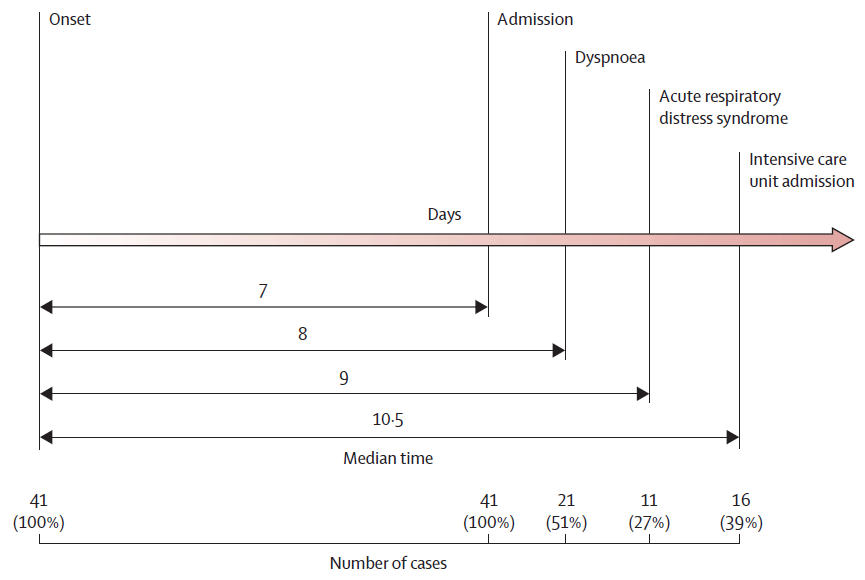 Onset
Admission
Dyspnoea
Acute respiratory
distress syndrome
Intensive care
unit admission
Days
7
8
9
10·5
Median time
41 41 21 11 16
(100%) (100%) (51%) (27%) (39%)
Number of cases